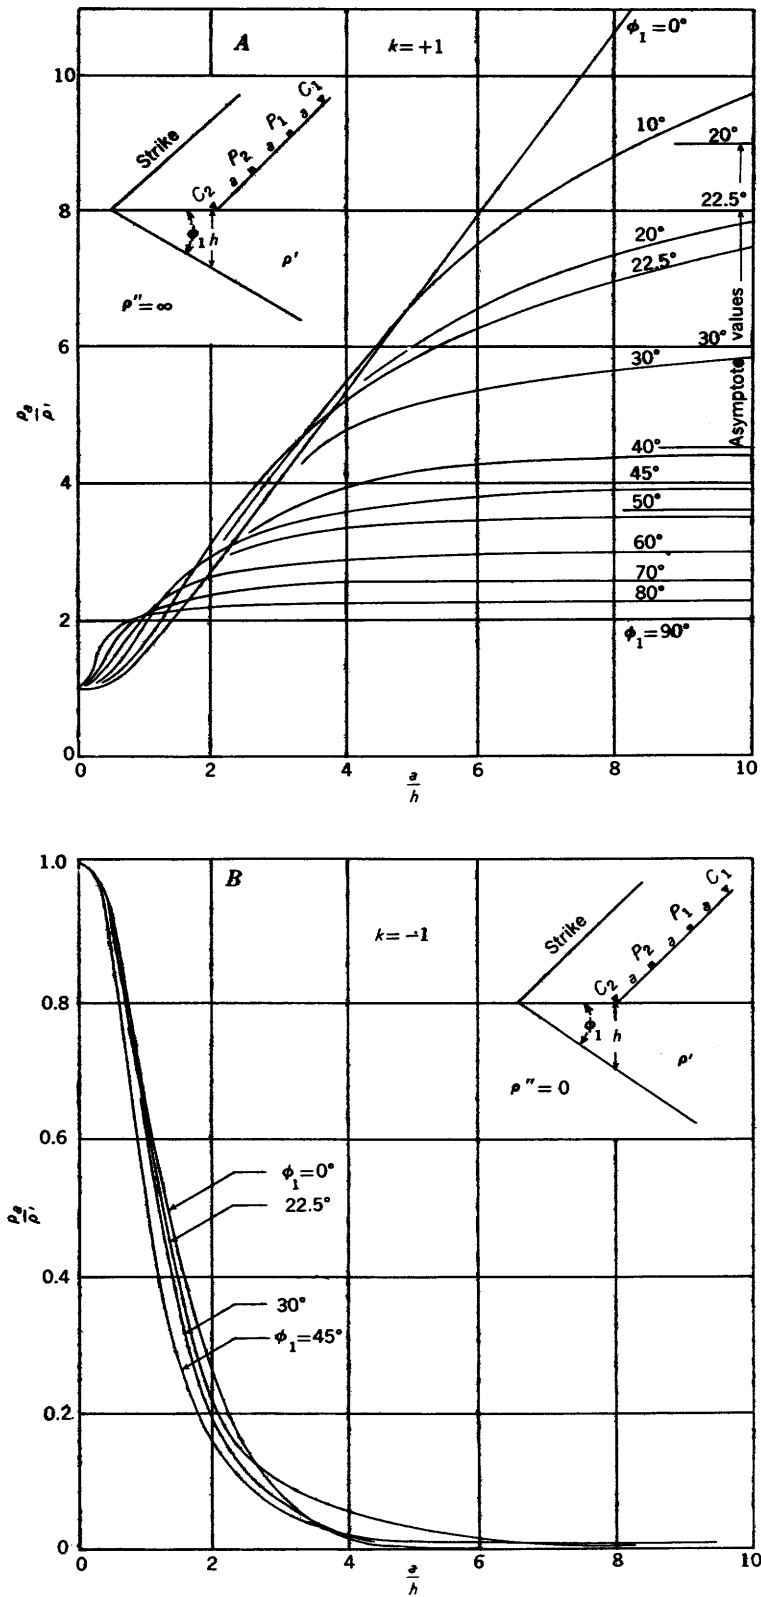 A
k=+1
ϕ₁=0°
10
10°
20°
Strike
C₂ a P₂ a P₁ a C₁
22.5°
8
ϕ₁
h
ρ′
20°
22.5°
ρ″=∞
30°
6
30°
Asymptote values
ρₐ/ρ′
40°
4
45°
50°
60°
70°
80°
2
ϕ₁=90°
0
0 2 4 6 8 10
a/h
1.0
B
k=−1
Strike
C₂ a P₂ a P₁ a C₁
0.8
ϕ₁
h
ρ′
ρ″=0
0.6
ϕ₁=0°
22.5°
ρₐ/ρ′
0.4
30°
ϕ₁=45°
0.2
0
0 2 4 6 8 10
a/h